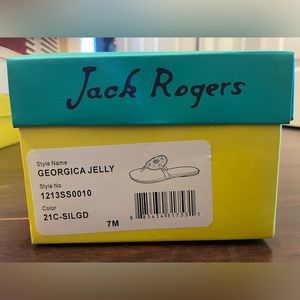 Jack Rogers
Style Name
GEORGICA JELLY
Style No
1213SS0010
Color
21C-SILGD
7M